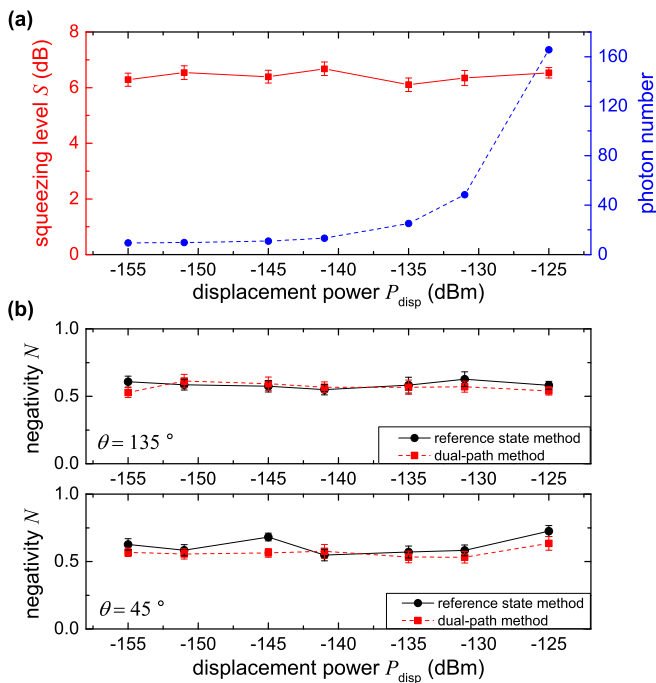 (a)
8
6
4
2
0
squeezing level S (dB)
160
120
80
40
0
photon number
-155 -150 -145 -140 -135 -130 -125
displacement power Pdisp (dBm)
(b)
1.0
0.5
0.0
negativity N
θ = 135 °
reference state method
dual-path method
-155 -150 -145 -140 -135 -130 -125
1.0
0.5
0.0
negativity N
θ = 45 °
reference state method
dual-path method
-155 -150 -145 -140 -135 -130 -125
displacement power Pdisp (dBm)